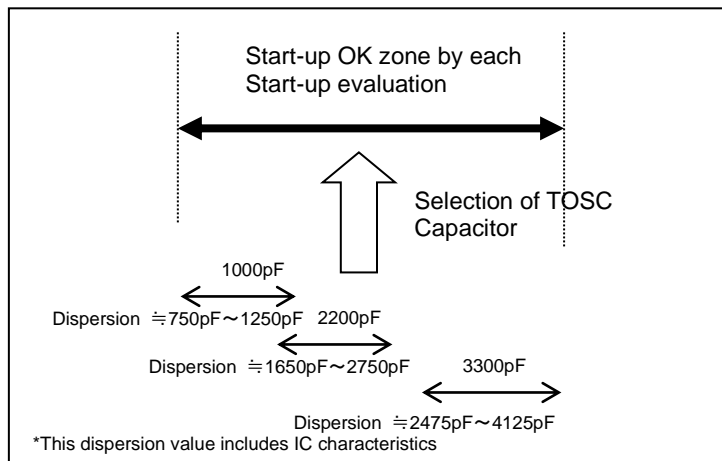 Start-up OK zone by each
Start-up evaluation
Selection of TOSC
Capacitor
1000pF
Dispersion ≒750pF～1250pF
2200pF
Dispersion ≒1650pF～2750pF
3300pF
Dispersion ≒2475pF～4125pF
*This dispersion value includes IC characteristics